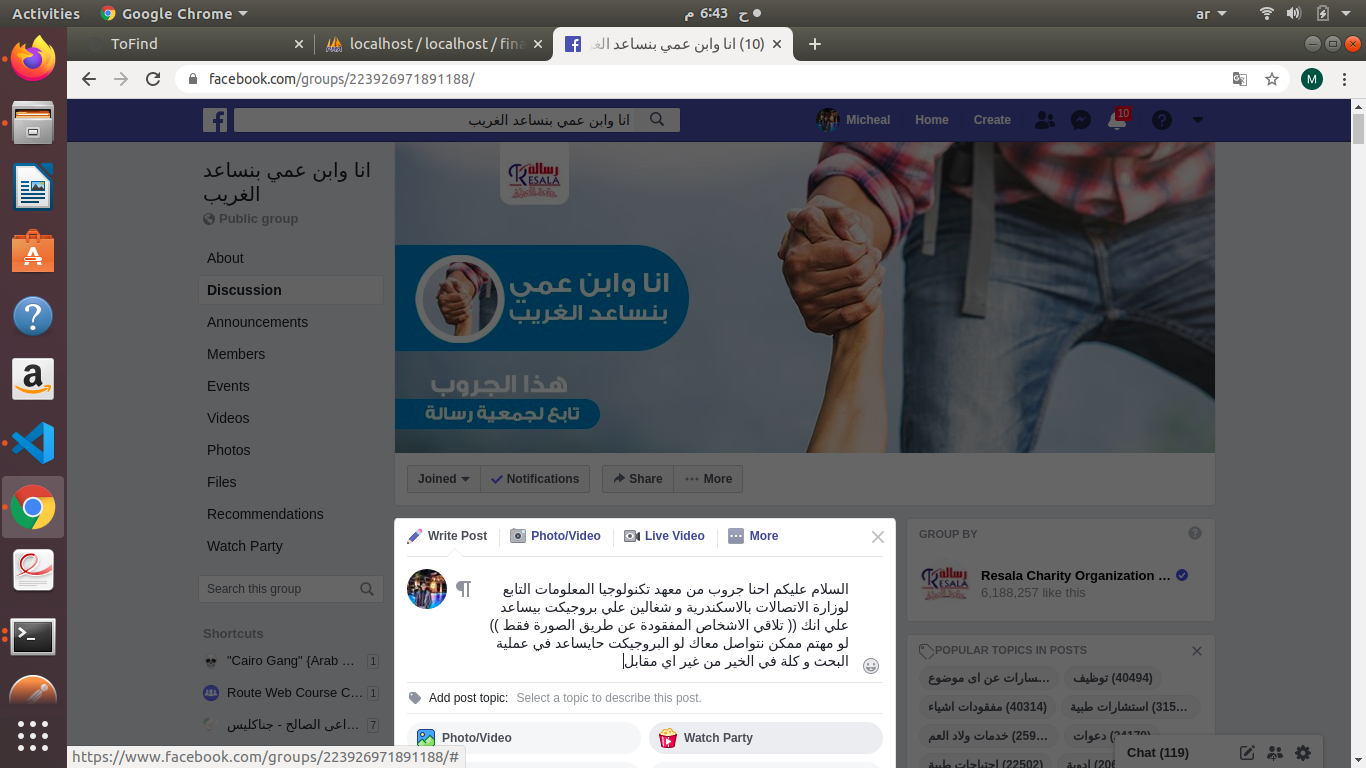 Activities
Google Chrome
ح 6:43 م
ar
ToFind
localhost / localhost / fina
(10) انا وابن عمي بنساعد الغر
facebook.com/groups/223926971891188/
M
انا وابن عمي بنساعد الغريب
Micheal
Home
Create
10
انا وابن عمي بنساعد
الغريب
Public group
About
Discussion
Announcements
Members
Events
Videos
Photos
Files
Recommendations
Watch Party
Search this group
Shortcuts
"Cairo Gang" {Arab ...
1
Route Web Course C...
1
...اعى الصالح - جناكليس
7
رسالة
RESALA
انا وابن عمي
بنساعد الغريب
هذا الجروب
تابع لجمعية رسالة
Joined
Notifications
Share
More
Write Post
Photo/Video
Live Video
More
السلام عليكم احنا جروب من معهد تكنولوجيا المعلومات التابع
لوزارة الاتصالات بالاسكندرية و شغالين علي بروجيكت بيساعد
علي انك (( تلاقي الاشخاص المفقودة عن طريق الصورة فقط ))
لو مهتم ممكن نتواصل معاك لو البروجيكت حايساعد في عملية
البحث و كلة في الخير من غير اي مقابل
Add post topic:
Select a topic to describe this post.
Photo/Video
Watch Party
GROUP BY
Resala Charity Organization ...
6,188,257 like this
POPULAR TOPICS IN POSTS
...سارات عن اى موضوع
توظيف (40494)
مفقودات اشياء (40314)
استشارات طبية (315...
خدمات ولاد العم (259...
دعوات
احتياجات طبية (22502)
ادوية (206
Chat (119)
https://www.facebook.com/groups/223926971891188/#